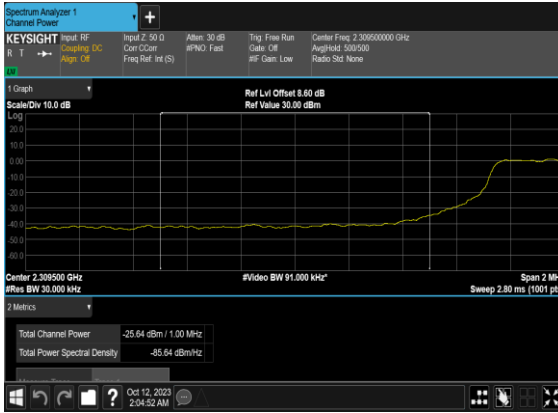 Spectrum Analyzer 1
Channel Power
KEYSIGHT
R T
Input: RF
Coupling: DC
Align: Off
Input Z: 50 Ω
Corr CCorr
Freq Ref: Int (S)
Atten: 30 dB
#PNO: Fast
Trig: Free Run
Gate: Off
#IF Gain: Low
Center Freq: 2.309500000 GHz
Avg|Hold: 500/500
Radio Std: None
1 Graph
Scale/Div 10.0 dB
Ref Lvl Offset 8.60 dB
Ref Value 30.00 dBm
Log
20.0
10.0
0.00
-10.0
-20.0
-30.0
-40.0
-50.0
-60.0
Center 2.309500 GHz
#Video BW 91.000 kHz*
Span 2 MH
#Res BW 30.000 kHz
Sweep 2.80 ms (1001 pt
2 Metrics
Total Channel Power -25.64 dBm / 1.00 MHz
Total Power Spectral Density -85.64 dBm/Hz
Oct 12, 2023
2:04:52 AM